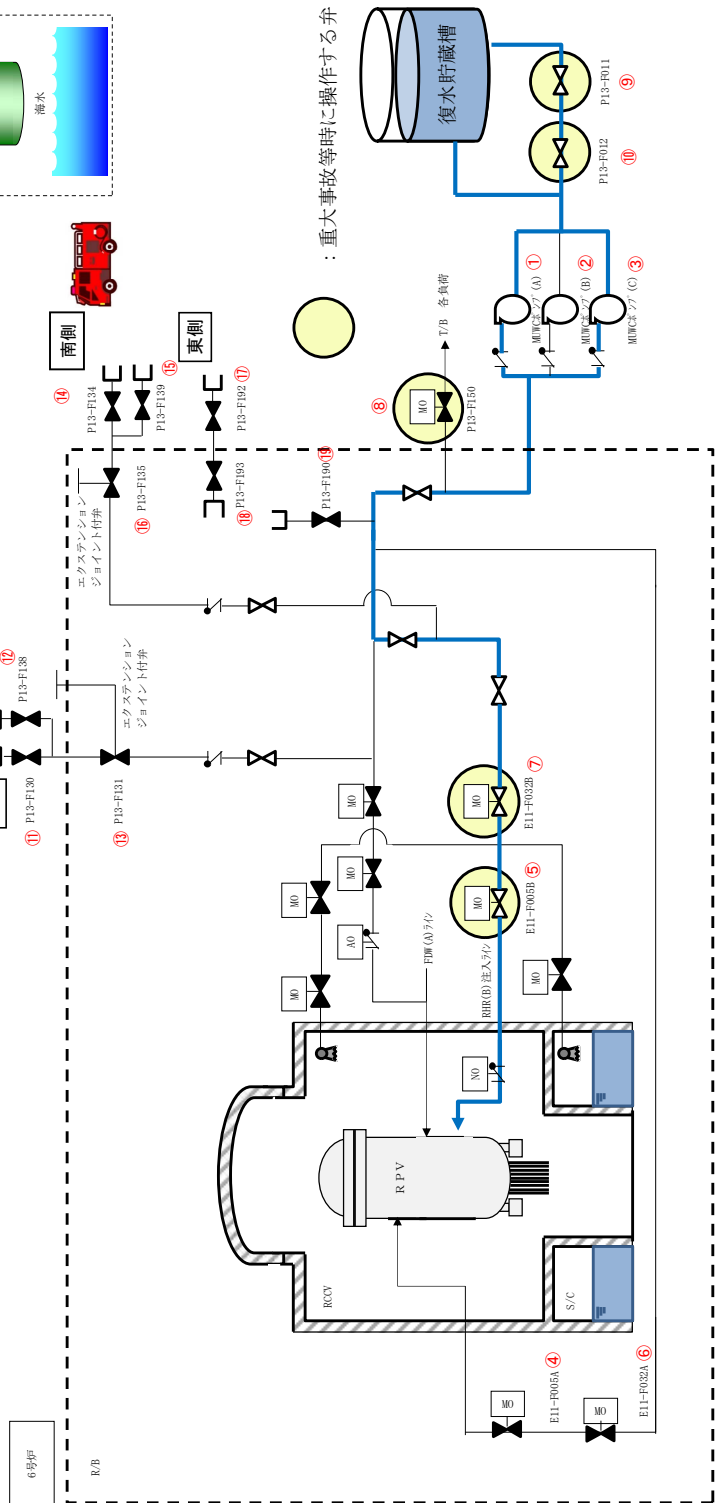 6号炉
R/B
海水
南側
東側
：重大事故等時に操作する弁
復水貯蔵槽
P13-F011
⑨
P13-F012
⑩
MUWCポンプ(A)
①
MUWCポンプ(B)
②
MUWCポンプ(C)
③
T/B 各負荷
⑧
MO
P13-F150
⑭
P13-F134
⑮
P13-F139
⑯ P13-F135
エクステンション
ジョイント付弁
⑰
P13-F192
⑱ P13-F193
P13-F190 ⑲
⑫
P13-F138
⑪ P13-F130
⑬ P13-F131
エクステンション
ジョイント付弁
MO
MO
MO
MO
AO
FDW(A)ライン
MO
E11-F032B
⑦
MO
E11-F005B
⑤
RHR(B)注入ライン
MO
NO
RPV
RCCV
S/C
MO
E11-F005A ④
MO
E11-F032A ⑥